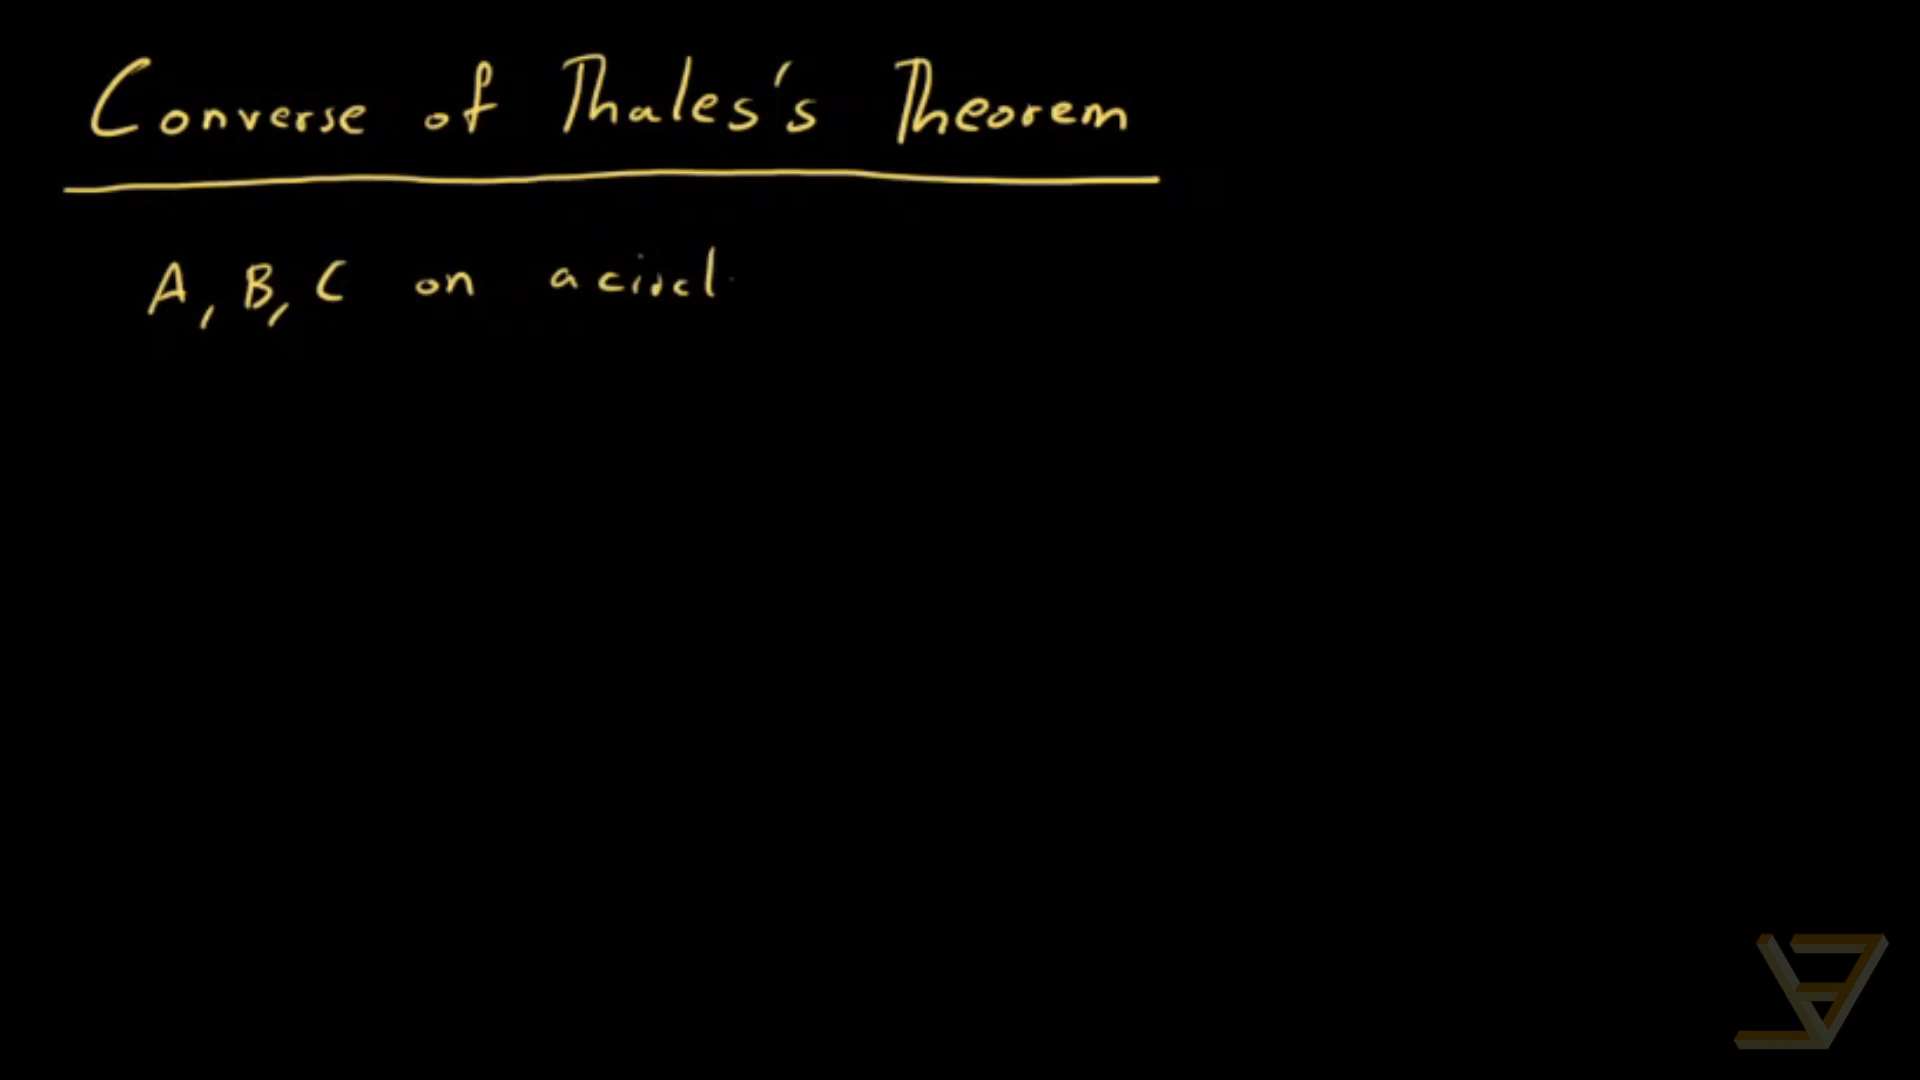 Converse of Thales's Theorem
A, B, C on a circl